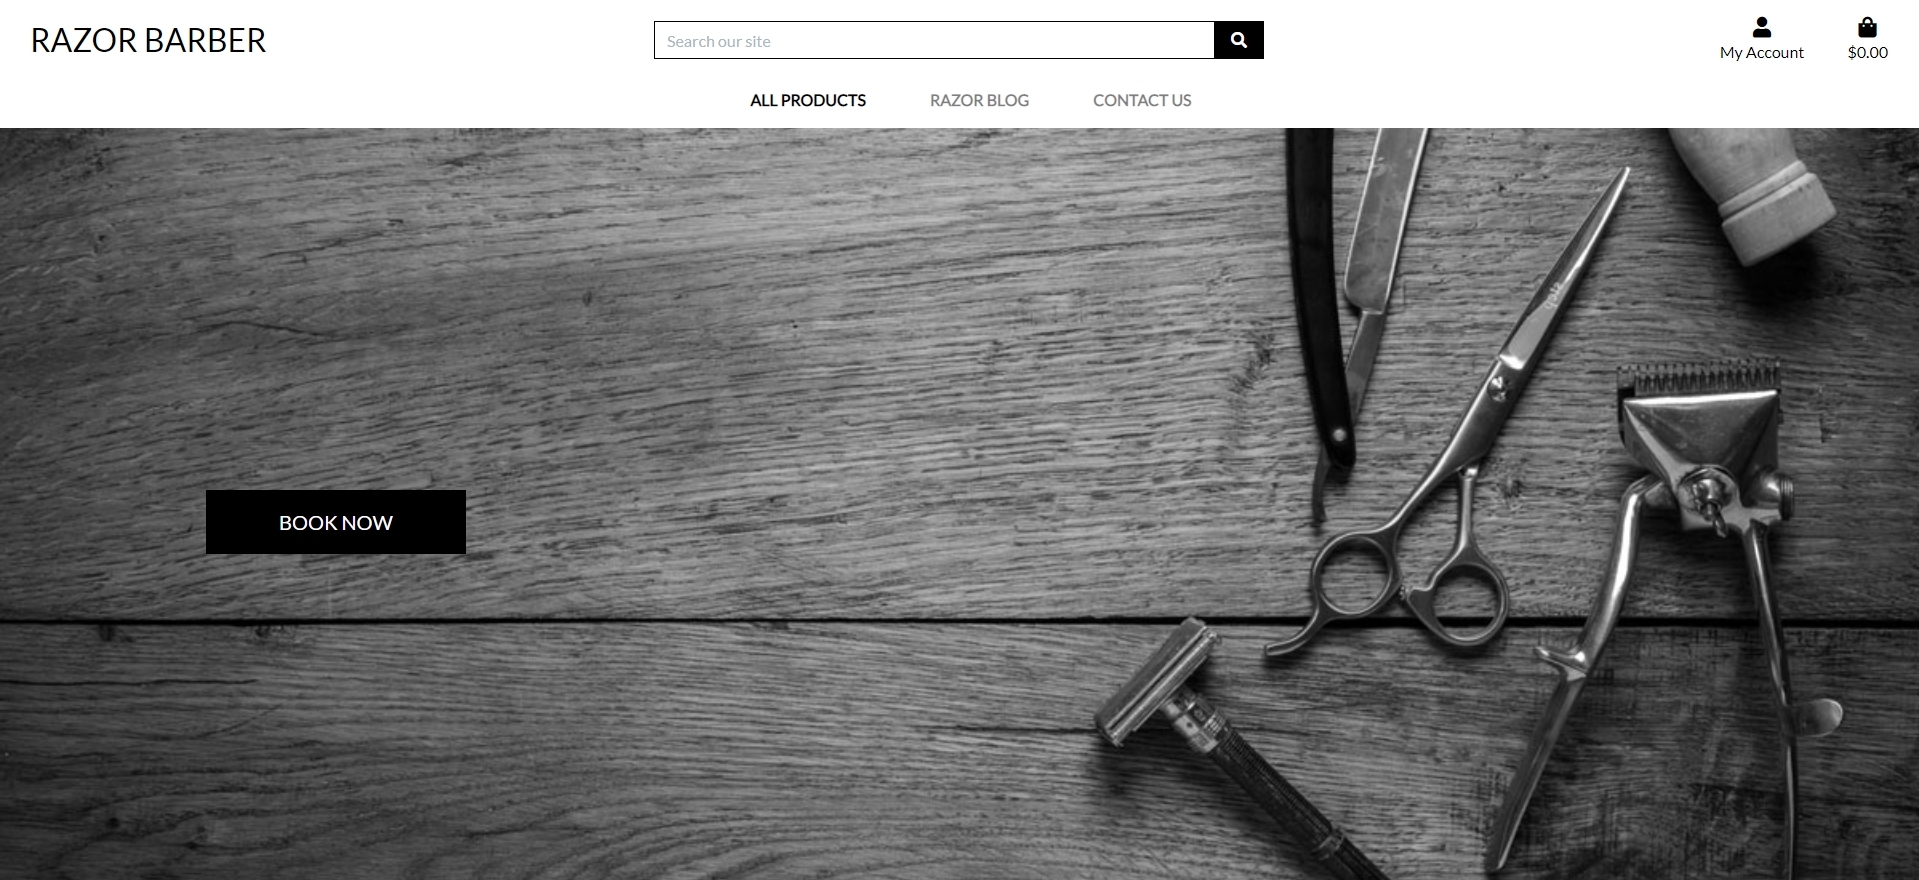 RAZOR BARBER
Search our site
My Account
$0.00
ALL PRODUCTS
RAZOR BLOG
CONTACT US
BOOK NOW